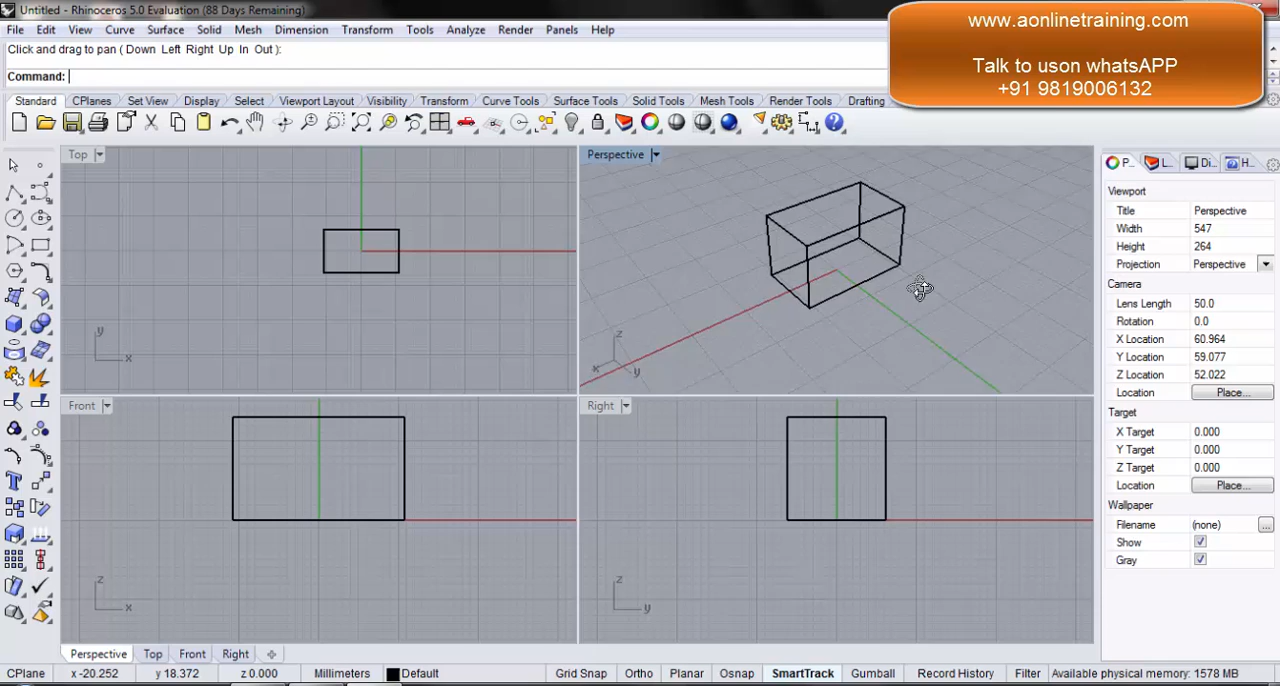 Untitled - Rhinoceros 5.0 Evaluation (88 Days Remaining)
www.aonlinetraining.com
Talk to uson whatsAPP
+91 9819006132
File Edit View Curve Surface Solid Mesh Dimension Transform Tools Analyze Render Panels Help
Click and drag to pan ( Down Left Right Up In Out ):
Command:
Standard CPlanes Set View Display Select Viewport Layout Visibility Transform Curve Tools Surface Tools Solid Tools Mesh Tools Render Tools Drafting
Top
Perspective
P... L... Di... H...
Viewport
Title Perspective
Width 547
Height 264
Projection Perspective
Camera
Lens Length 50.0
Rotation 0.0
X Location 60.964
Y Location 59.077
Z Location 52.022
Location Place...
Target
X Target 0.000
Y Target 0.000
Z Target 0.000
Location Place...
Wallpaper
Filename (none) ...
Show
Gray
y
x
z
x
y
Front
Right
z
x
z
y
Perspective Top Front Right
CPlane x -20.252 y 18.372 z 0.000 Millimeters Default Grid Snap Ortho Planar Osnap SmartTrack Gumball Record History Filter Available physical memory: 1578 MB